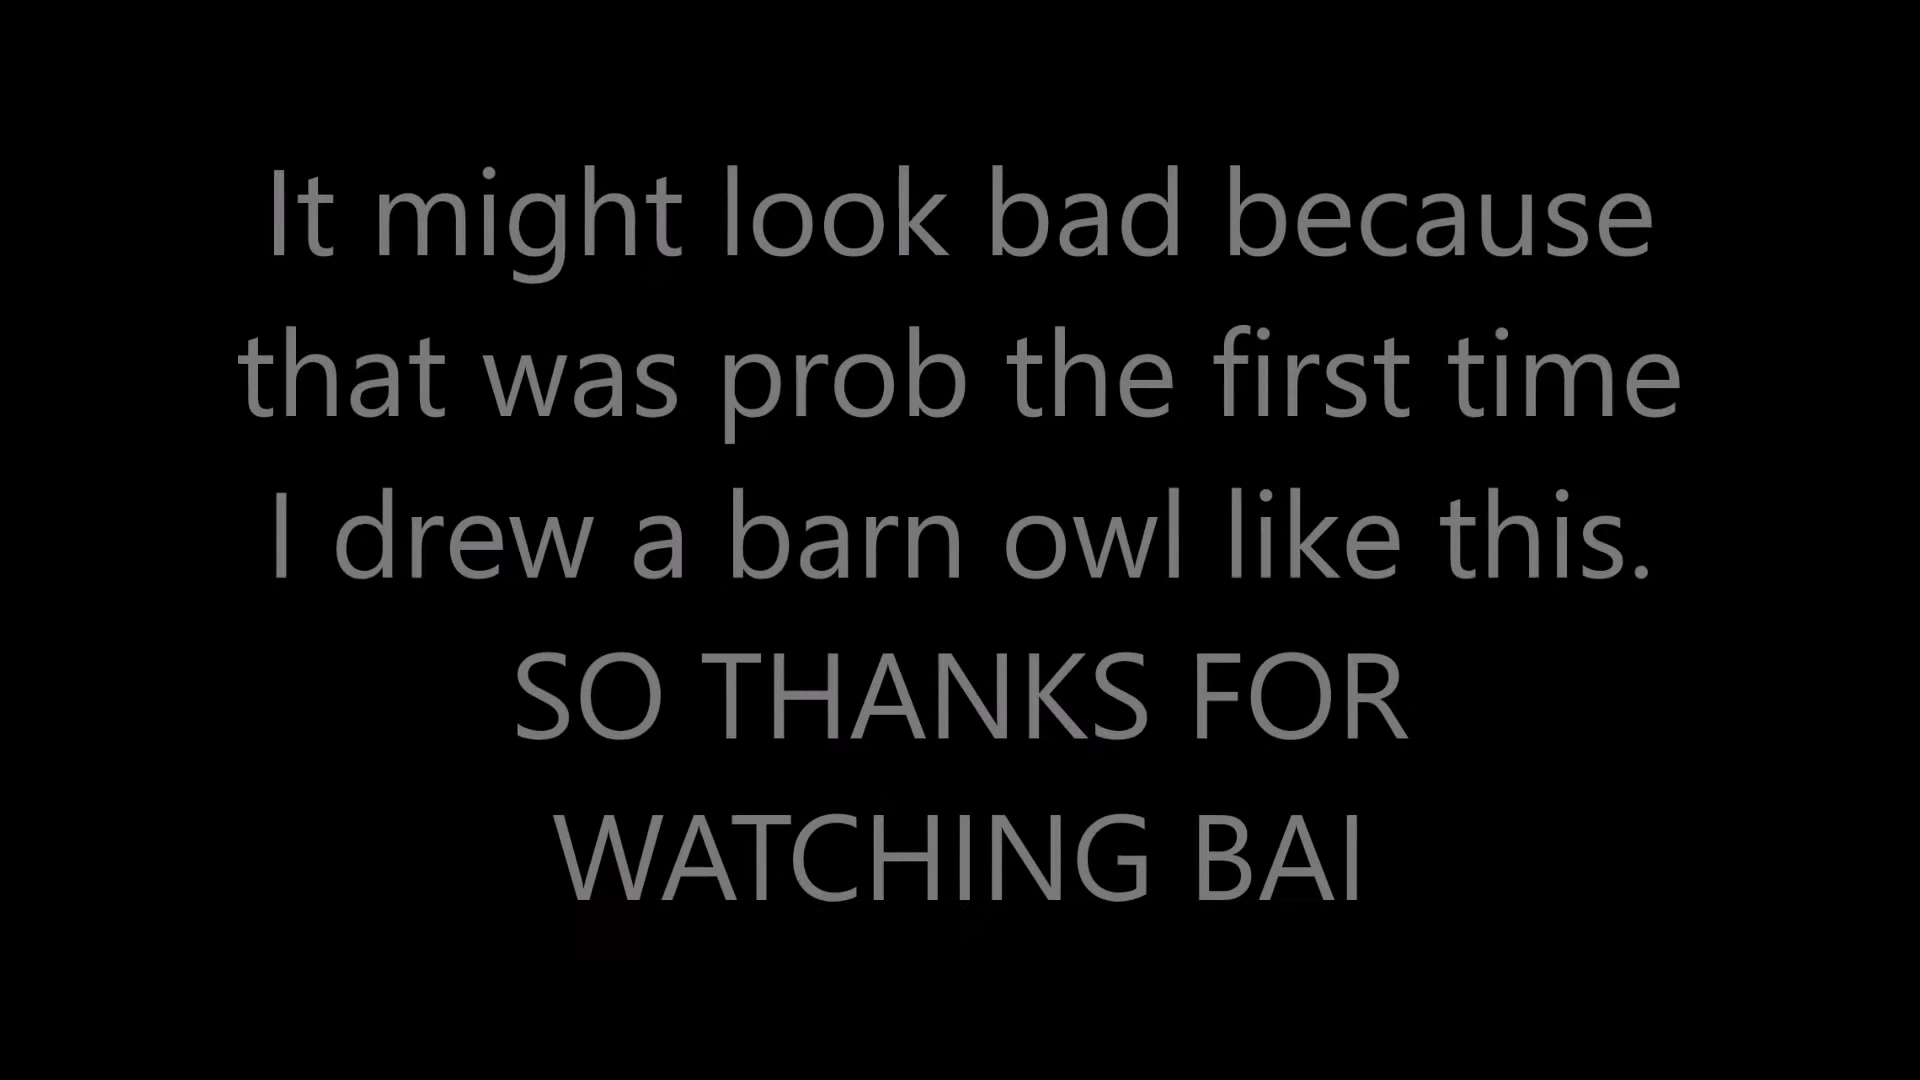 It might look bad because
that was prob the first time
I drew a barn owl like this.
SO THANKS FOR
WATCHING BAI